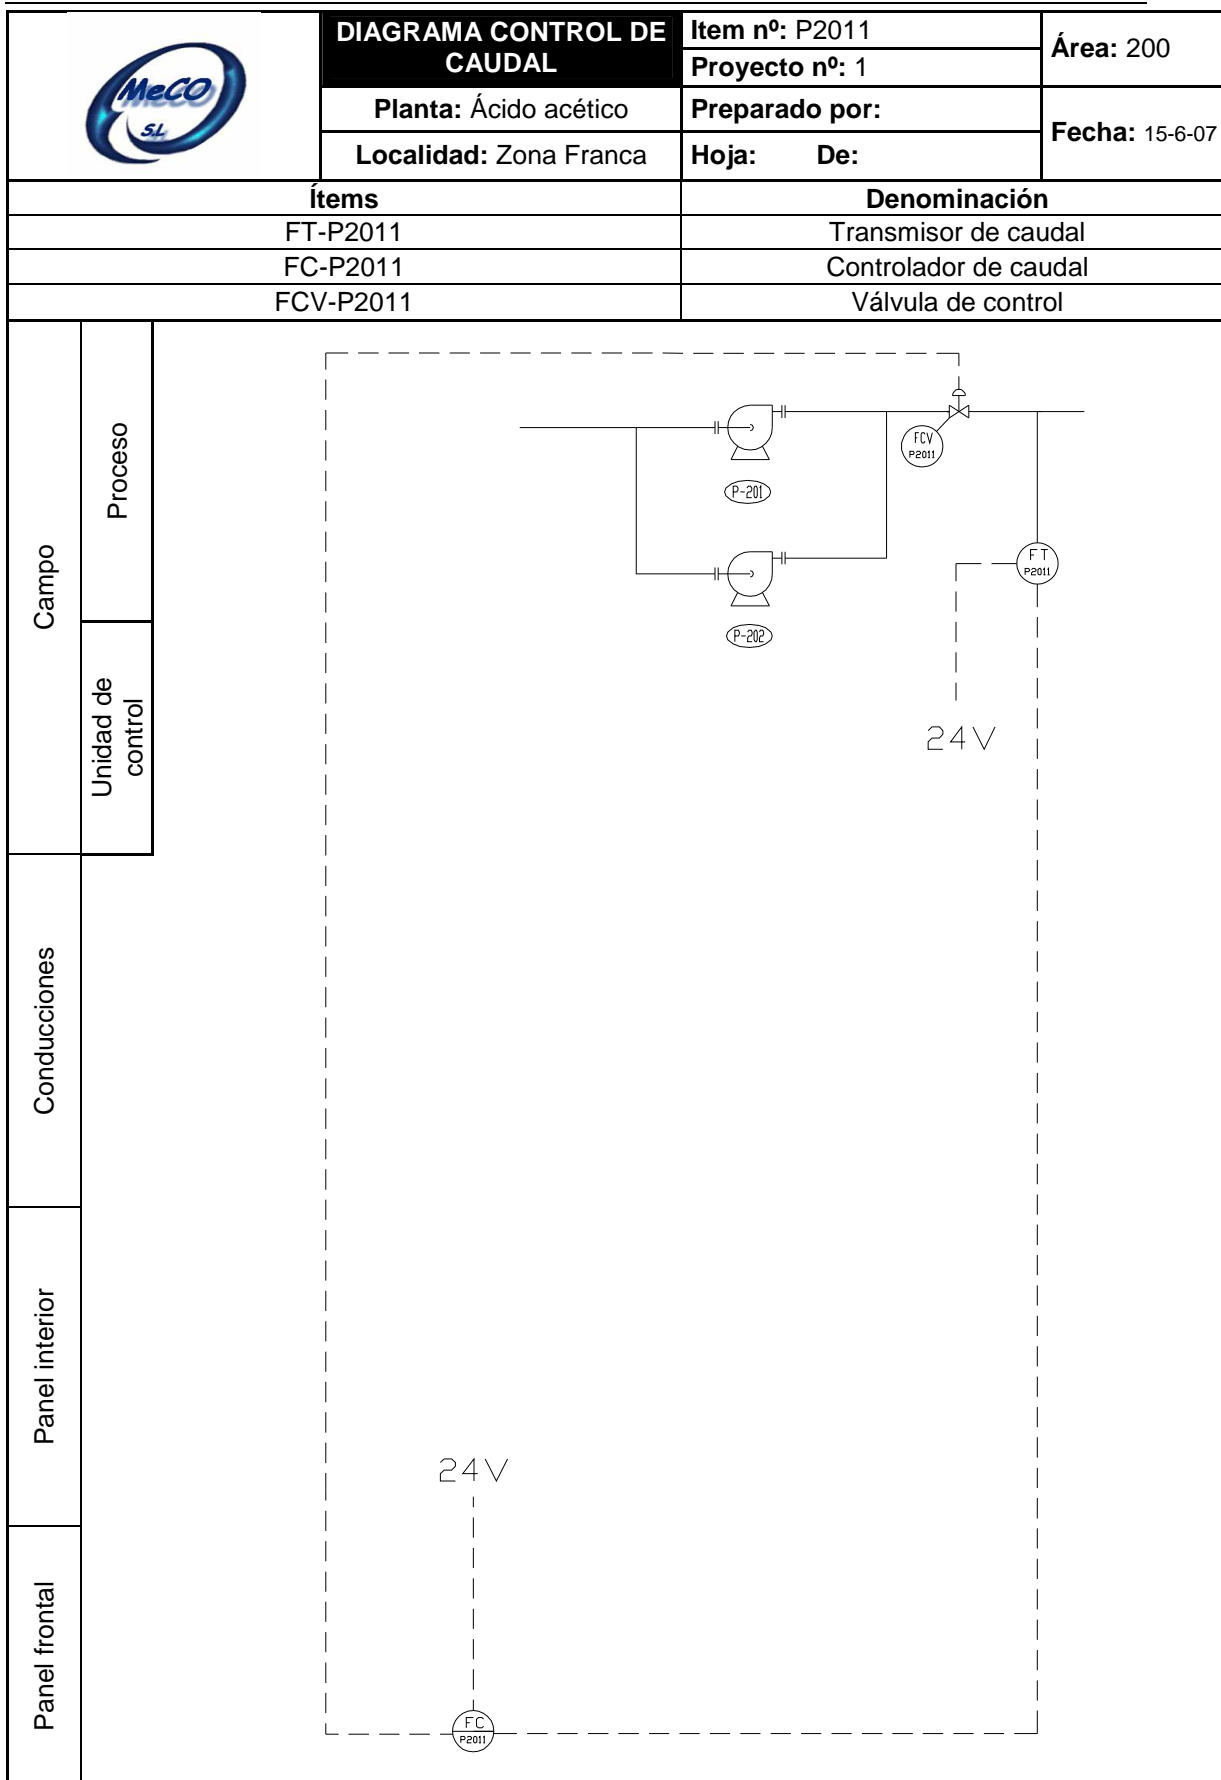 MeCO
S.L
DIAGRAMA CONTROL DE
CAUDAL
Item nº: P2011
Proyecto nº: 1
Área: 200
Planta: Ácido acético
Preparado por:
Localidad: Zona Franca
Hoja: De:
Fecha: 15-6-07
Ítems
Denominación
FT-P2011
Transmisor de caudal
FC-P2011
Controlador de caudal
FCV-P2011
Válvula de control
Campo
Proceso
Unidad de
control
Conducciones
Panel interior
Panel frontal
FCV
P2011
P-201
FT
P2011
P-202
24V
24V
FC
P2011